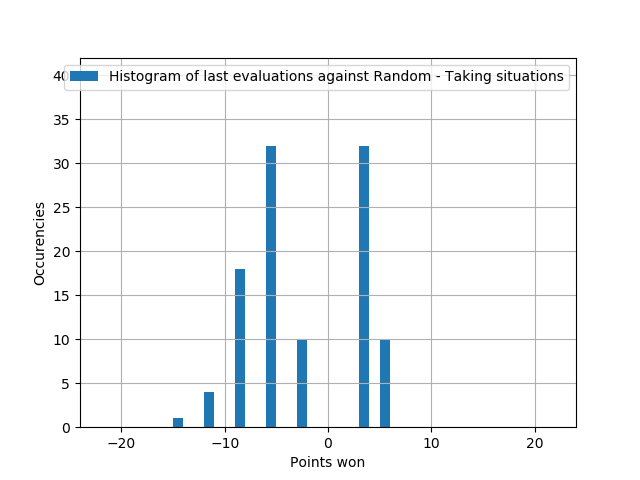 Histogram of last evaluations against Random - Taking situations
40
35
30
25
20
15
10
5
0
Occurencies
−20 −10 0 10 20
Points won